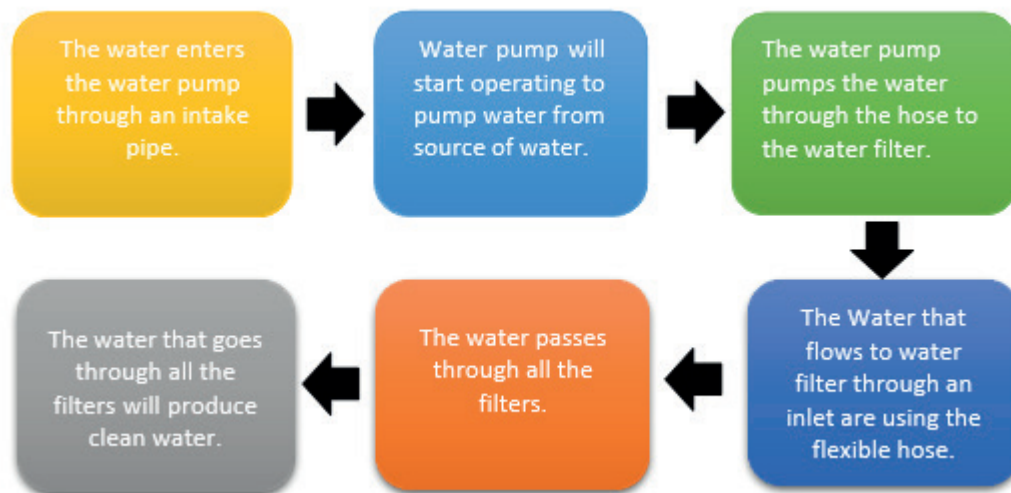 The water enters
the water pump
through an intake
pipe.
Water pump will
start operating to
pump water from
source of water.
The water pump
pumps the water
through the hose to
the water filter.
The Water that
flows to water
filter through an
inlet are using the
flexible hose.
The water passes
through all the
filters.
The water that goes
through all the
filters will produce
clean water.